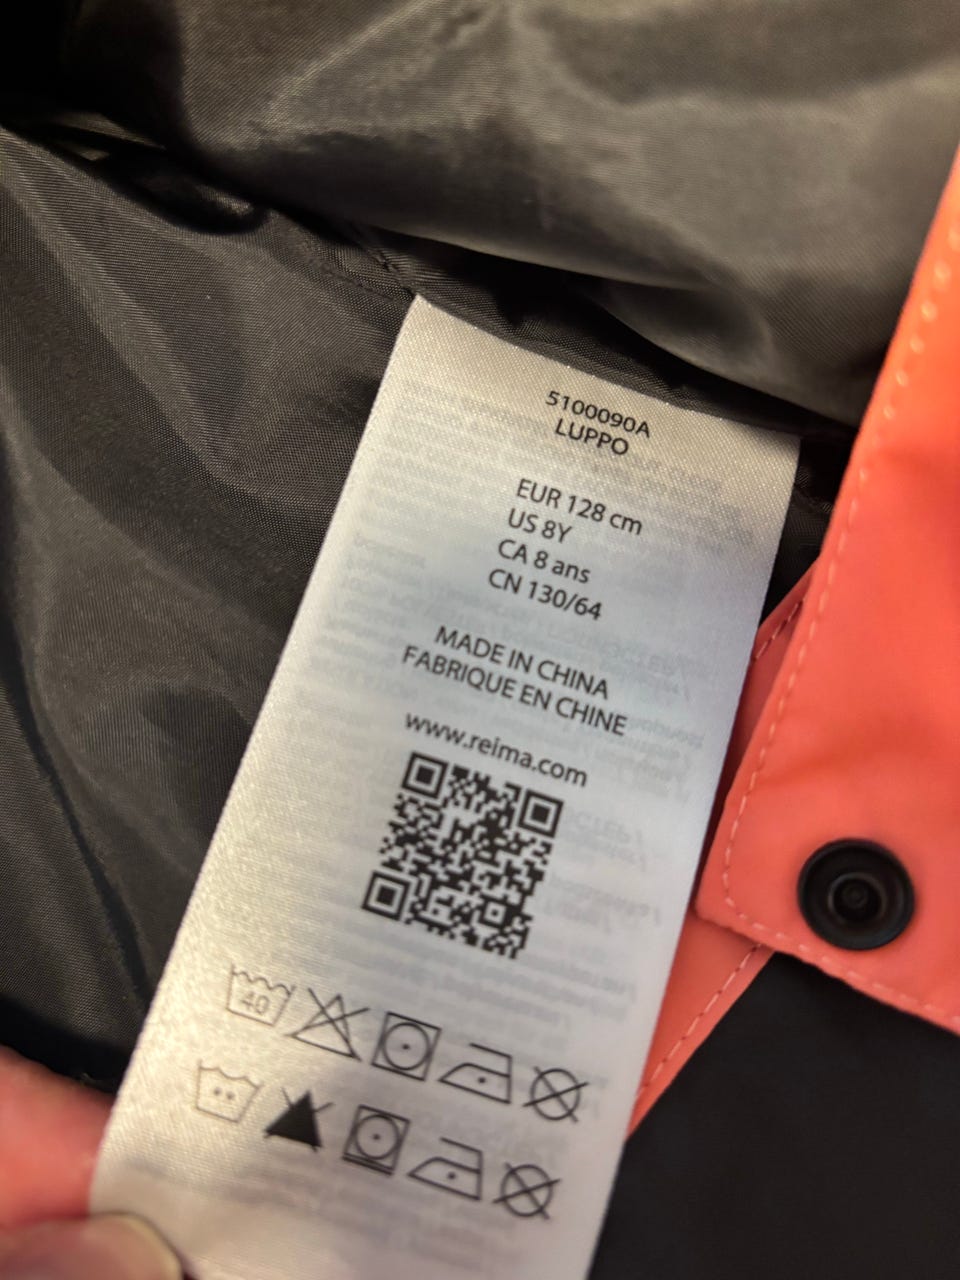 5100090A
LUPPO
EUR 128 cm
US 8Y
CA 8 ans
CN 130/64
MADE IN CHINA
FABRIQUE EN CHINE
www.reima.com
40